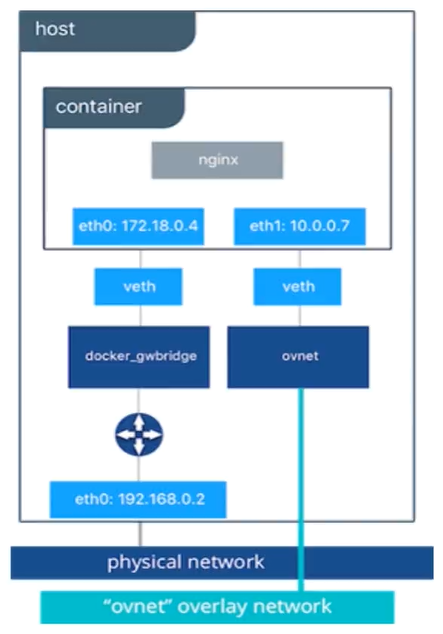 host
container
nginx
eth0: 172.18.0.4
eth1: 10.0.0.7
veth
veth
docker_gwbridge
ovnet
eth0: 192.168.0.2
physical network
“ovnet” overlay network